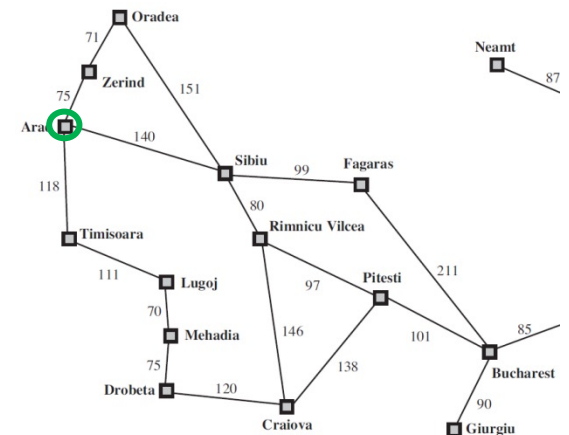 Oradea
71
Neamt
87
Zerind
151
75
Arad
140
118
Sibiu
99
Fagaras
80
Timisoara
Rimnicu Vilcea
111
Lugoj
97
Pitesti
211
70
146
101
85
Mehadia
138
75
Bucharest
Drobeta
120
90
Craiova
Giurgiu